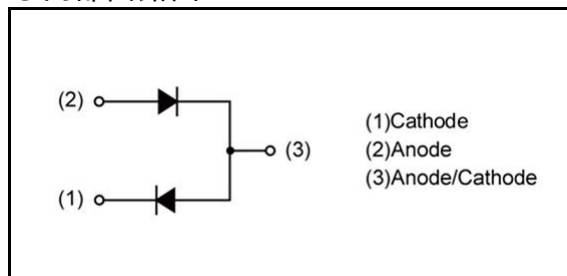 (2)
(3)
(1)
(1)Cathode
(2)Anode
(3)Anode/Cathode